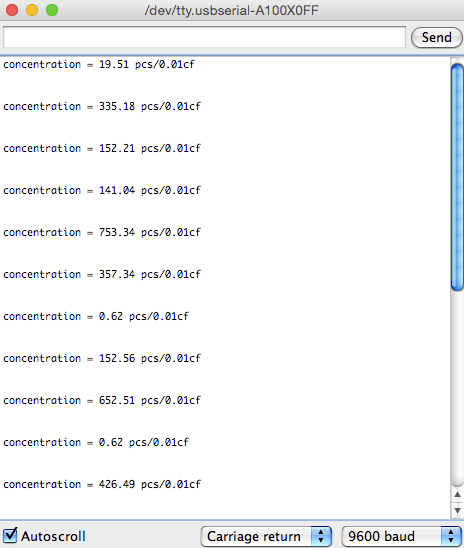 /dev/tty.usbserial-A100X0FF
Send
concentration = 19.51 pcs/0.01cf
concentration = 335.18 pcs/0.01cf
concentration = 152.21 pcs/0.01cf
concentration = 141.04 pcs/0.01cf
concentration = 753.34 pcs/0.01cf
concentration = 357.34 pcs/0.01cf
concentration = 0.62 pcs/0.01cf
concentration = 152.56 pcs/0.01cf
concentration = 652.51 pcs/0.01cf
concentration = 0.62 pcs/0.01cf
concentration = 426.49 pcs/0.01cf
Autoscroll Carriage return 9600 baud